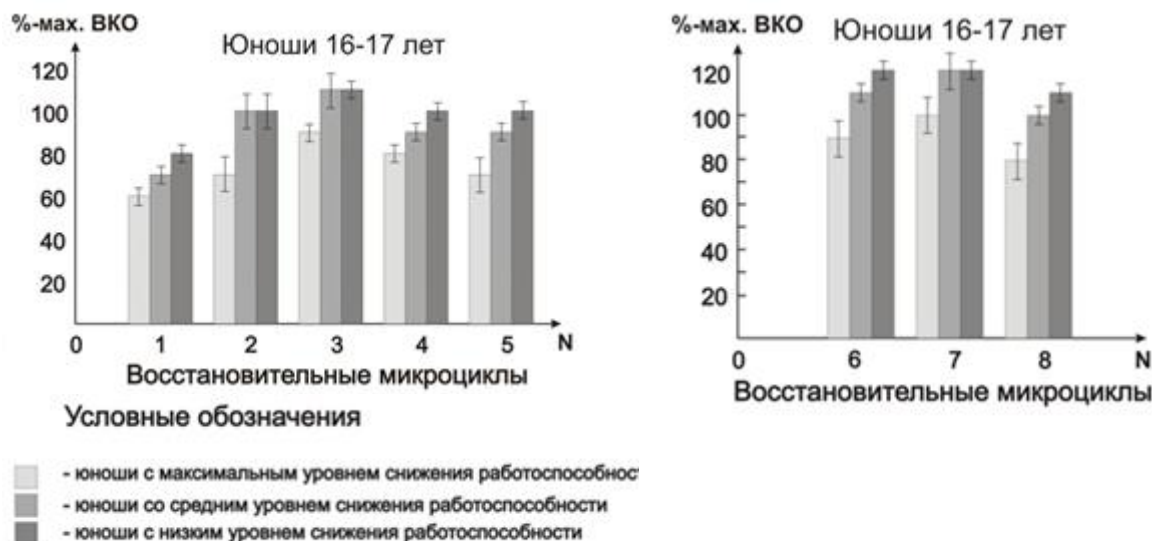 %-мах. ВКО
Юноши 16-17 лет
120
100
80
60
40
20
0 1 2 3 4 5 N
Восстановительные микроциклы
%-мах. ВКО
Юноши 16-17 лет
120
100
80
60
40
20
0 6 7 8 N
Восстановительные микроциклы
Условные обозначения
- юноши с максимальным уровнем снижения работоспособнос
- юноши со средним уровнем снижения работоспособности
- юноши с низким уровнем снижения работоспособности